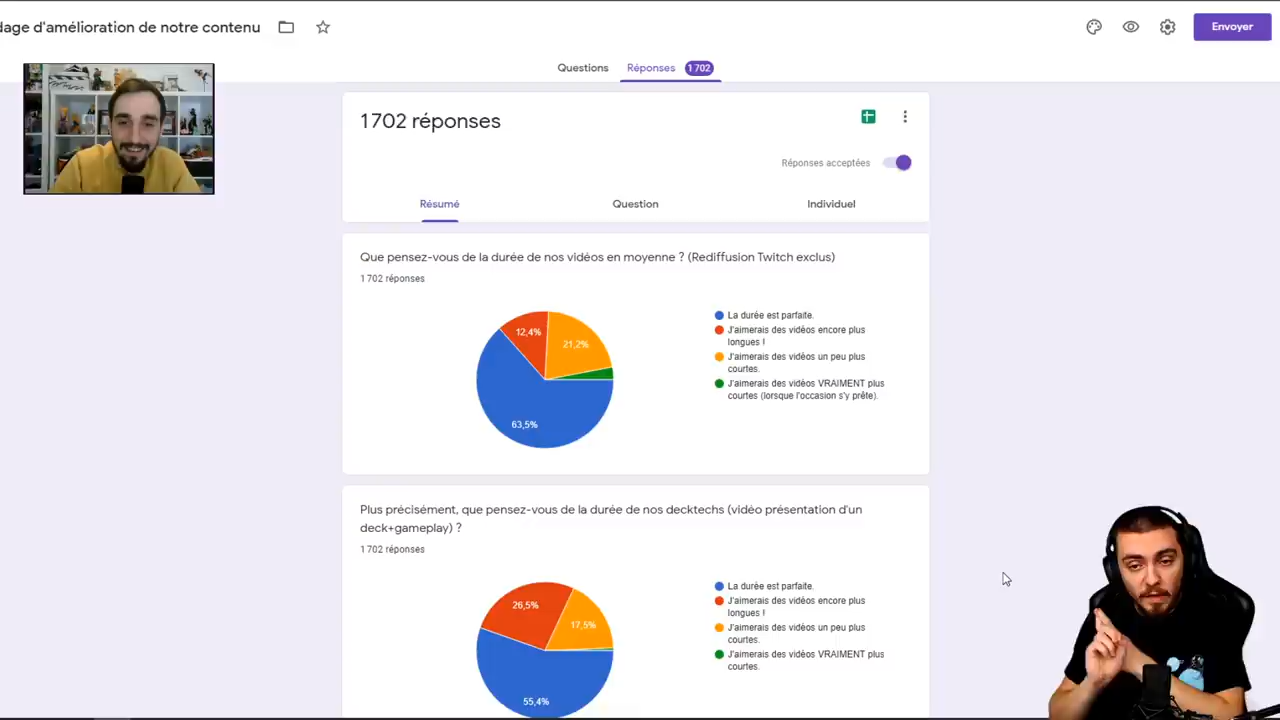 dage d'amélioration de notre contenu
Envoyer
Questions
Réponses
1 702
1 702 réponses
Réponses acceptées
Résumé
Question
Individuel
Que pensez-vous de la durée de nos vidéos en moyenne ? (Rediffusion Twitch exclus)
1 702 réponses
12,4%
21,2%
63,5%
La durée est parfaite.
J'aimerais des vidéos encore plus
longues !
J'aimerais des vidéos un peu plus
courtes.
J'aimerais des vidéos VRAIMENT plus
courtes (lorsque l'occasion s'y prête).
Plus précisément, que pensez-vous de la durée de nos decktechs (vidéo présentation d'un
deck+gameplay) ?
1 702 réponses
26,5%
17,5%
55,4%
La durée est parfaite.
J'aimerais des vidéos encore plus
longues !
J'aimerais des vidéos un peu plus
courtes.
J'aimerais des vidéos VRAIMENT plus
courtes.